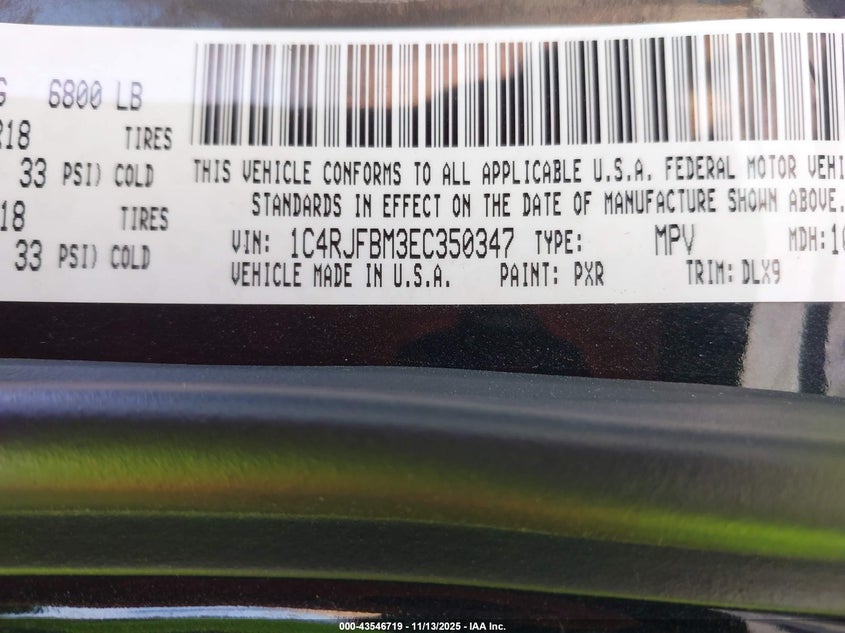 G 6800 LB
R18 TIRES
33 PSI) COLD
18 TIRES
33 PSI) COLD
THIS VEHICLE CONFORMS TO ALL APPLICABLE U.S.A. FEDERAL MOTOR VEHI
STANDARDS IN EFFECT ON THE DATE OF MANUFACTURE SHOWN ABOVE.
VIN: 1C4RJFBM3EC350347 TYPE: MPV MDH:10
VEHICLE MADE IN U.S.A. PAINT: PXR TRIM: DLX9
000-43546719 - 11/13/2025 - IAA Inc.